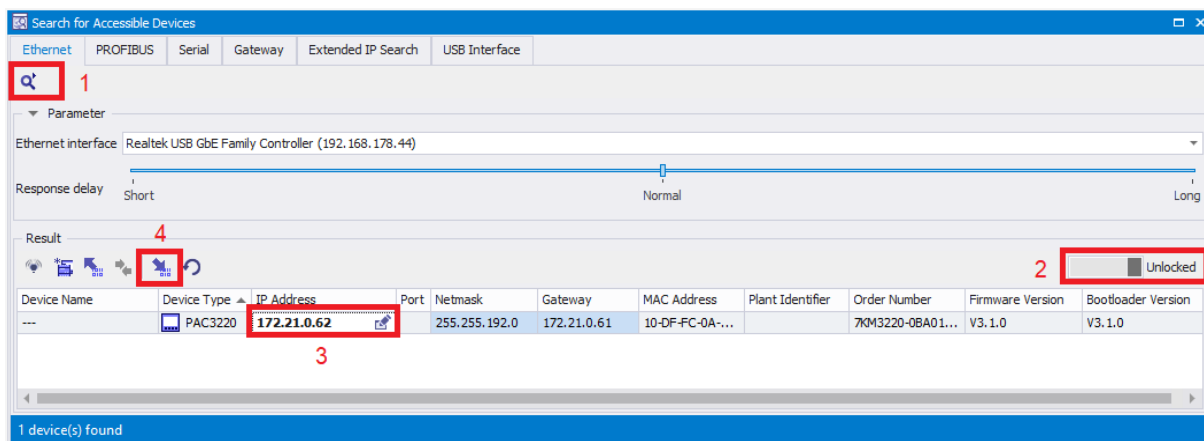 Search for Accessible Devices
Ethernet PROFIBUS Serial Gateway Extended IP Search USB Interface
1
Parameter
Ethernet interface Realtek USB GbE Family Controller (192.168.178.44)
Response delay
Short Normal Long
4
Result
2 Unlocked
Device Name Device Type IP Address Port Netmask Gateway MAC Address Plant Identifier Order Number Firmware Version Bootloader Version
--- PAC3220 172.21.0.62 255.255.192.0 172.21.0.61 10-DF-FC-0A-... 7KM3220-0BA01... V3.1.0 V3.1.0
3
1 device(s) found